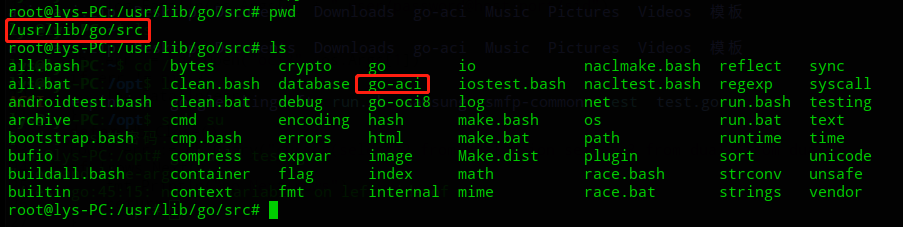 root@lys-PC:/usr/lib/go/src# pwd
/usr/lib/go/src
root@lys-PC:/usr/lib/go/src# ls
all.bash bytes crypto go io naclmake.bash reflect sync
all.bat clean.bash database go-aci iostest.bash nacltest.bash regexp syscall
androidtest.bash clean.bat debug go-oci8 log net run.bash testing
archive cmd encoding hash make.bash os run.bat text
bootstrap.bash cmp.bash errors html make.bat path runtime time
bufio compress expvar image Make.dist plugin sort unicode
buildall.bash container flag index math race.bash strconv unsafe
builtin context fmt internal mime race.bat strings vendor
root@lys-PC:/usr/lib/go/src#